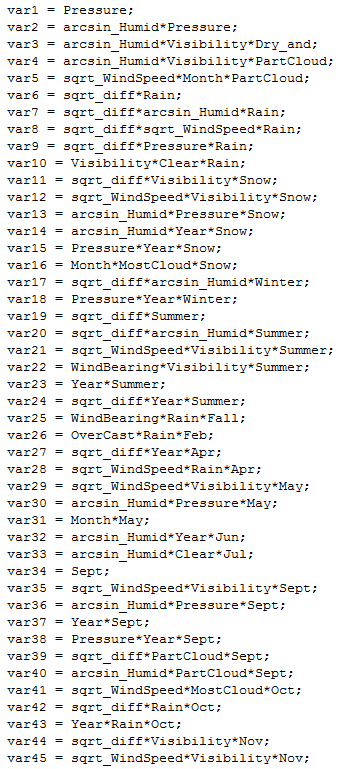 var1 = Pressure;
var2 = arcsin_Humid*Pressure;
var3 = arcsin_Humid*Visibility*Dry_and;
var4 = arcsin_Humid*Visibility*PartCloud;
var5 = sqrt_WindSpeed*Month*PartCloud;
var6 = sqrt_diff*Rain;
var7 = sqrt_diff*arcsin_Humid*Rain;
var8 = sqrt_diff*sqrt_WindSpeed*Rain;
var9 = sqrt_diff*Pressure*Rain;
var10 = Visibility*Clear*Rain;
var11 = sqrt_diff*Visibility*Snow;
var12 = sqrt_WindSpeed*Visibility*Snow;
var13 = arcsin_Humid*Pressure*Snow;
var14 = arcsin_Humid*Year*Snow;
var15 = Pressure*Year*Snow;
var16 = Month*MostCloud*Snow;
var17 = sqrt_diff*arcsin_Humid*Winter;
var18 = Pressure*Year*Winter;
var19 = sqrt_diff*Summer;
var20 = sqrt_diff*arcsin_Humid*Summer;
var21 = sqrt_WindSpeed*Visibility*Summer;
var22 = WindBearing*Visibility*Summer;
var23 = Year*Summer;
var24 = sqrt_diff*Year*Summer;
var25 = WindBearing*Rain*Fall;
var26 = OverCast*Rain*Feb;
var27 = sqrt_diff*Year*Apr;
var28 = sqrt_WindSpeed*Rain*Apr;
var29 = sqrt_WindSpeed*Visibility*May;
var30 = arcsin_Humid*Pressure*May;
var31 = Month*May;
var32 = arcsin_Humid*Year*Jun;
var33 = arcsin_Humid*Clear*Jul;
var34 = Sept;
var35 = sqrt_WindSpeed*Visibility*Sept;
var36 = arcsin_Humid*Pressure*Sept;
var37 = Year*Sept;
var38 = Pressure*Year*Sept;
var39 = sqrt_diff*PartCloud*Sept;
var40 = arcsin_Humid*PartCloud*Sept;
var41 = sqrt_WindSpeed*MostCloud*Oct;
var42 = sqrt_diff*Rain*Oct;
var43 = Year*Rain*Oct;
var44 = sqrt_diff*Visibility*Nov;
var45 = sqrt_WindSpeed*Visibility*Nov;